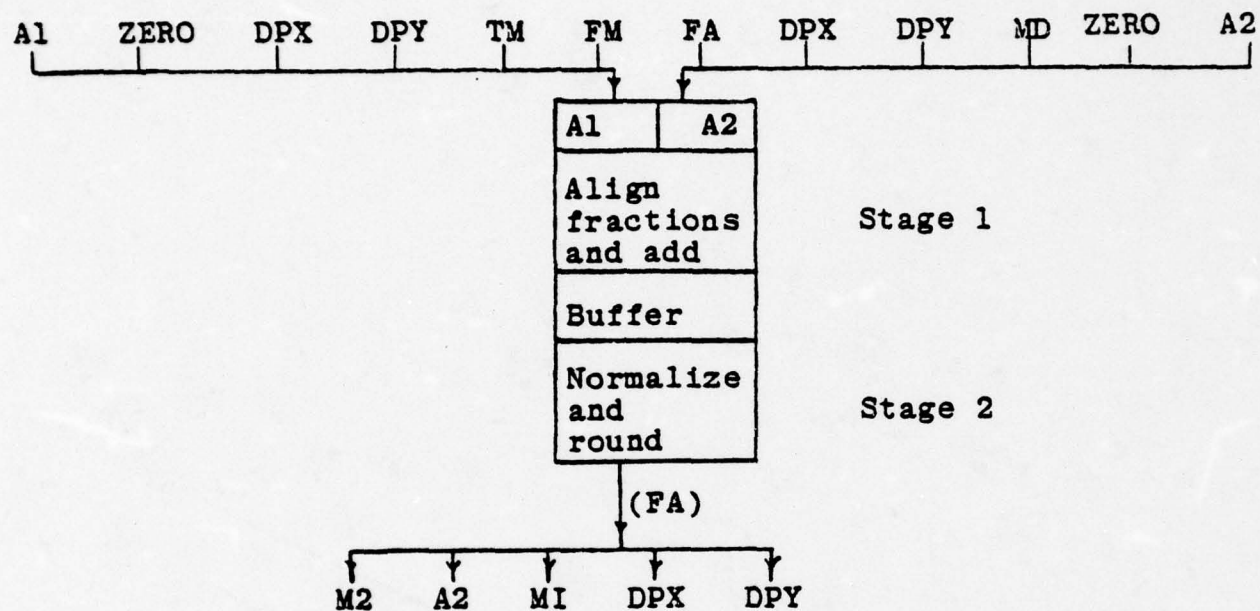 A1 ZERO DPX DPY TM FM FA DPX DPY MD ZERO A2
A1 A2
Align
fractions
and add
Stage 1
Buffer
Normalize
and
round
Stage 2
(FA)
M2 A2 MI DPX DPY